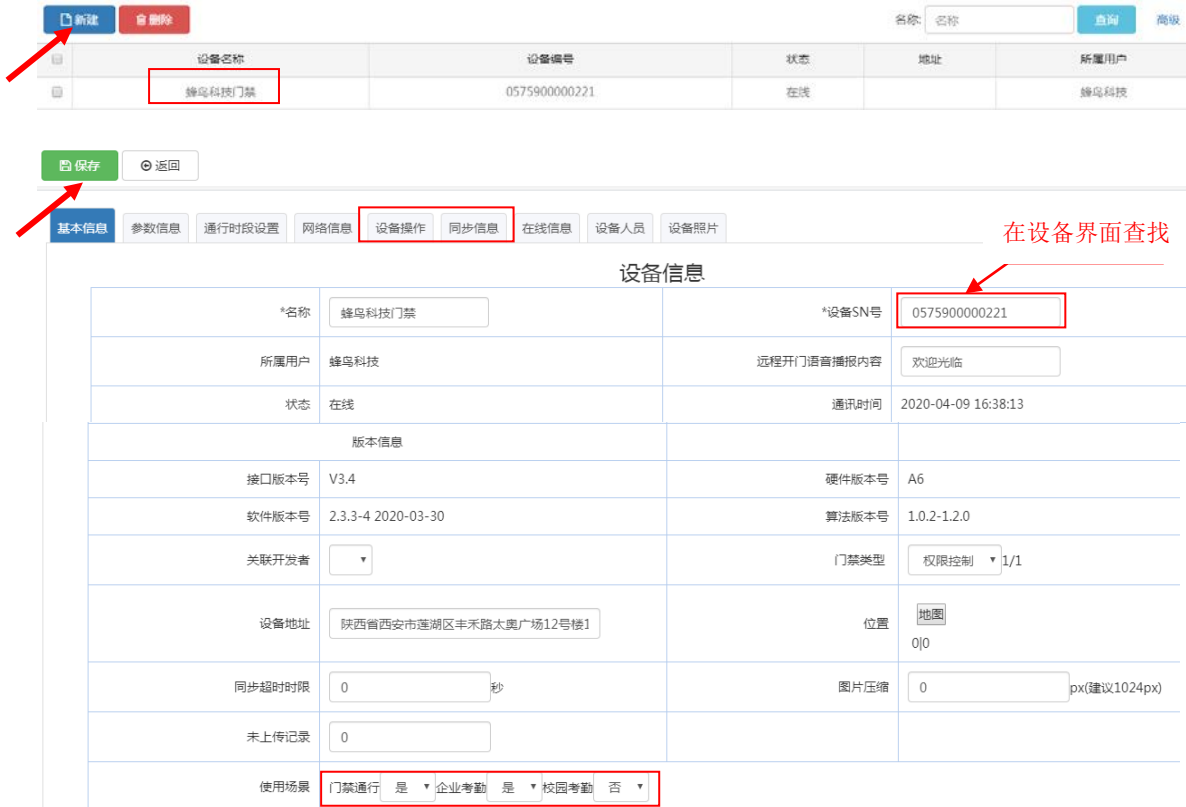 新建 删除 名称: 名称 查询 高级
设备名称 设备编号 状态 地址 所属用户
蜂鸟科技门禁 0575900000221 在线 蜂鸟科技
保存 返回
基本信息 参数信息 通行时段设置 网络信息 设备操作 同步信息 在线信息 设备人员 设备照片
在设备界面查找
设备信息
*名称 蜂鸟科技门禁 *设备SN号 0575900000221
所属用户 蜂鸟科技 远程开门语音播报内容 欢迎光临
状态 在线 通讯时间 2020-04-09 16:38:13
版本信息
接口版本号 V3.4 硬件版本号 A6
软件版本号 2.3.3-4 2020-03-30 算法版本号 1.0.2-1.2.0
关联开发者 门禁类型 权限控制 1/1
设备地址 陕西省西安市莲湖区丰禾路太奥广场12号楼1 位置 地图
0|0
同步超时时限 0 秒 图片压缩 0 px(建议1024px)
未上传记录 0
使用场景 门禁通行 是 企业考勤 是 校园考勤 否